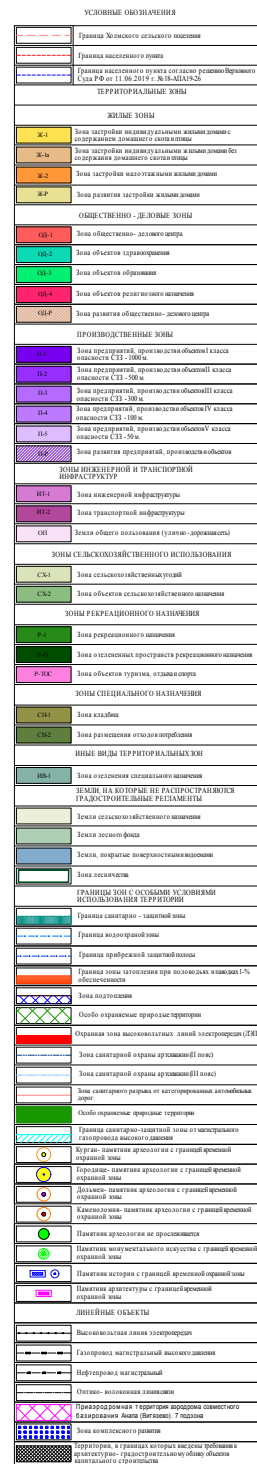 УСЛОВНЫЕ ОБОЗНАЧЕНИЯ
Граница Холмского сельского поселения
Граница населенного пункта
Граница населенного пункта согласно решению Верховного
Суда РФ от 11.06.2019 г. №18-АПА19-26
ТЕРРИТОРИАЛЬНЫЕ ЗОНЫ
ЖИЛЫЕ ЗОНЫ
Ж-1 Зона застройки индивидуальными жилыми домами с
содержанием домашнего скота и птицы
Ж-1а Зона застройки индивидуальными жилыми домами без
содержания домашнего скота и птицы
Ж-2 Зона застройки малоэтажными жилыми домами
Ж-Р Зона развития застройки жилыми домами
ОБЩЕСТВЕННО - ДЕЛОВЫЕ ЗОНЫ
ОД-1 Зона общественно- делового центра
ОД-2 Зона объектов здравоохранения
ОД-3 Зона объектов образования
ОД-4 Зона объектов религиозного назначения
ОД-Р Зона развития общественно- делового центра
ПРОИЗВОДСТВЕННЫЕ ЗОНЫ
П-1 Зона предприятий, производств и объектов I класса
опасности СЗЗ - 1000 м.
П-2 Зона предприятий, производств и объектов II класса
опасности СЗЗ - 500 м.
П-3 Зона предприятий, производств и объектов III класса
опасности СЗЗ - 300 м.
П-4 Зона предприятий, производств и объектов IV класса
опасности СЗЗ - 100 м.
П-5 Зона предприятий, производств и объектов V класса
опасности СЗЗ - 50 м.
П-Р Зона развития предприятий, производств и объектов
ЗОНЫ ИНЖЕНЕРНОЙ И ТРАНСПОРТНОЙ
ИНФРАСТРУКТУР
ИТ-1 Зона инженерной инфраструктуры
ИТ-2 Зона транспортной инфраструктуры
ОП Земли общего пользования (улично - дорожная сеть)
ЗОНЫ СЕЛЬСКОХОЗЯЙСТВЕННОГО ИСПОЛЬЗОВАНИЯ
СХ-1 Зона сельскохозяйственных угодий
СХ-2 Зона объектов сельскохозяйственного назначения
ЗОНЫ РЕКРЕАЦИОННОГО НАЗНАЧЕНИЯ
Р-1 Зона рекреационного назначения
Зона озелененных пространств рекреационного назначения
Р-ТОС Зона объектов туризма, отдыха и спорта
ЗОНЫ СПЕЦИАЛЬНОГО НАЗНАЧЕНИЯ
СН-1 Зона кладбищ
СН-2 Зона размещения отходов потребления
ИНЫЕ ВИДЫ ТЕРРИТОРИАЛЬНЫХ ЗОН
ИВ-1 Зона озеленения специального назначения
ЗЕМЛИ, НА КОТОРЫЕ НЕ РАСПРОСТРАНЯЮТСЯ
ГРАДОСТРОИТЕЛЬНЫЕ РЕГЛАМЕНТЫ
Земли сельскохозяйственного назначения
Земли лесного фонда
Земли, покрытые поверхностными водоемами
Зона лесничества
ГРАНИЦЫ ЗОН С ОСОБЫМИ УСЛОВИЯМИ
ИСПОЛЬЗОВАНИЯ ТЕРРИТОРИИ
Граница санитарно - защитной зоны
Граница водоохранной зоны
Граница прибрежной защитной полосы
Граница зоны затопления при половодьях и паводках 1-%
обеспеченности
Зона подтопления
Особо охраняемые природные территории
Охранная зона высоковольтных линий электропередач (ЛЭП)
Зона санитарной охраны артскважин (II пояс)
Зона санитарной охраны артскважин (III пояс)
Зона санитарного разрыва от категорированных автомобильных
дорог
Особо охраняемые природные территории
Граница санитарно-защитной зоны от магистрального
газопровода высокого давления
Курган- памятник археологии с границей временной
охранной зоны
Городище- памятник археологии с границей временной
охранной зоны
Дольмен- памятник археологии с границей временной
охранной зоны
Каменоломня- памятник археологии с границей временной
охранной зоны
Памятник археологии не прослеживается
Памятник монументального искусства с границей временной
охранной зоны
Памятник истории с границей временной охранной зоны
Памятник архитектуры с границей временной
охранной зоны
ЛИНЕЙНЫЕ ОБЪЕКТЫ
Высоковольтная линия электропередач
Газопровод магистральный высокого давления
Нефтепровод магистральный
Оптико- волоконная линия связи
Приаэродромная территория аэродрома совместного
базирования Анапа (Витязево). 7 подзона
Зона комплексного развития
Территории, в границах которых введены требования к
архитектурно- градостроительному облику объектов
капитального строительства